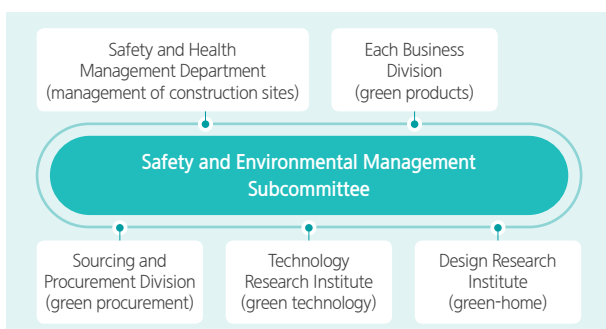 Safety and Health
Management Department
(management of construction sites)
Each Business
Division
(green products)
Safety and Environmental Management
Subcommittee
Sourcing and
Procurement Division
(green procurement)
Technology
Research Institute
(green technology)
Design Research
Institute
(green-home)